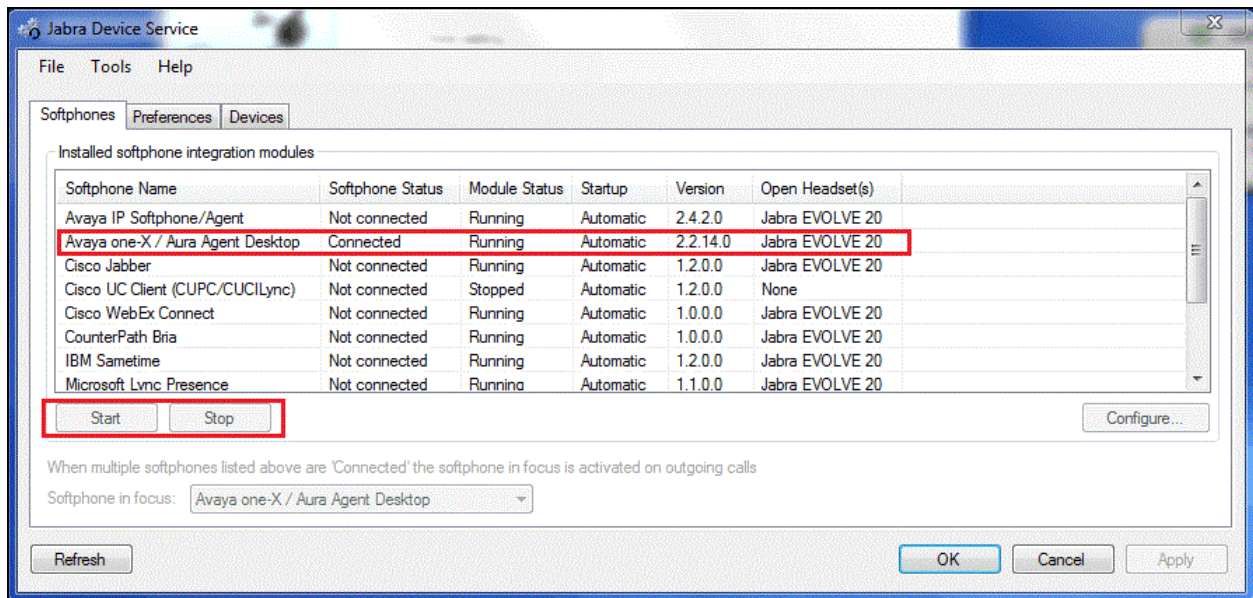 Jabra Device Service
File Tools Help
Softphones Preferences Devices
Installed softphone integration modules
Softphone Name Softphone Status Module Status Startup Version Open Headset(s)
Avaya IP Softphone/Agent Not connected Running Automatic 2.4.2.0 Jabra EVOLVE 20
Avaya one-X / Aura Agent Desktop Connected Running Automatic 2.2.14.0 Jabra EVOLVE 20
Cisco Jabber Not connected Running Automatic 1.2.0.0 Jabra EVOLVE 20
Cisco UC Client (CUPC/CUCILync) Not connected Stopped Automatic 1.2.0.0 None
Cisco WebEx Connect Not connected Running Automatic 1.0.0.0 Jabra EVOLVE 20
CounterPath Bria Not connected Running Automatic 1.0.0.0 Jabra EVOLVE 20
IBM Sametime Not connected Running Automatic 1.2.0.0 Jabra EVOLVE 20
Microsoft Lync Presence Not connected Running Automatic 1.1.0.0 Jabra EVOLVE 20
Start Stop Configure...
When multiple softphones listed above are 'Connected' the softphone in focus is activated on outgoing calls
Softphone in focus: Avaya one-X / Aura Agent Desktop
Refresh OK Cancel Apply